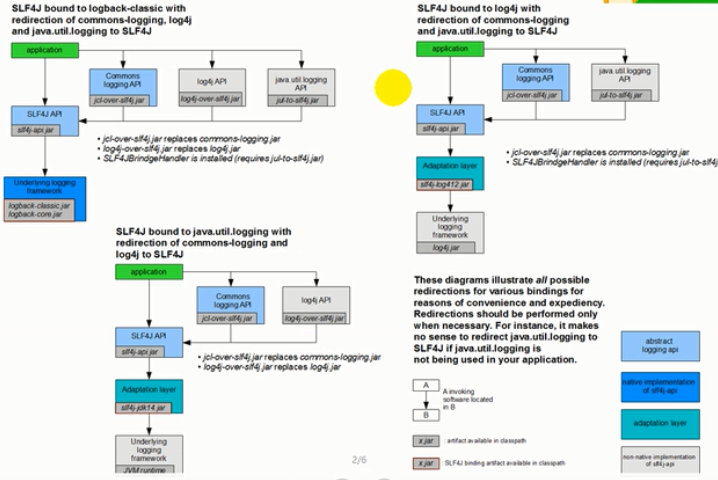 SLF4J bound to logback-classic with
redirection of commons-logging, log4j
and java.util.logging to SLF4J
application
Commons
logging API
jcl-over-slf4j.jar
log4j API
log4j-over-slf4j.jar
java.util.logging
API
jul-to-slf4j.jar
SLF4J API
slf4j-api.jar
• jcl-over-slf4j.jar replaces commons-logging.jar
• log4j-over-slf4j.jar replaces log4j.jar
• SLF4JBrindgeHandler is installed (requires jul-to-slf4j.jar)
Underlying logging
framework
logback-classic.jar
logback-core.jar
SLF4J bound to log4j with
redirection of commons-logging
and java.util.logging to SLF4J
application
Commons
logging API
jcl-over-slf4j.jar
java.util.logging
API
jul-to-slf4j.jar
SLF4J API
slf4j-api.jar
• jcl-over-slf4j.jar replaces commons-logging.jar
• SLF4JBrindgeHandler is installed (requires jul-to-slf4j
Adaptation layer
slf4j-log412.jar
Underlying
logging
framework
log4j.jar
SLF4J bound to java.util.logging with
redirection of commons-logging and
log4j to SLF4J
application
Commons
logging API
jcl-over-slf4j.jar
log4j API
log4j-over-slf4j.jar
SLF4J API
slf4j-api.jar
• jcl-over-slf4j.jar replaces commons-logging.jar
• log4j-over-slf4j.jar replaces log4j.jar
Adaptation layer
slf4j-jdk14.jar
Underlying
logging
framework
JVM runtime
These diagrams illustrate all possible
redirections for various bindings for
reasons of convenience and expediency.
Redirections should be performed only
when necessary. For instance, it makes
no sense to redirect java.util.logging to
SLF4J if java.util.logging is
not being used in your application.
A
B
A invoking
software located
in B
x.jar : artifact available in classpath
x.jar : SLF4J binding artifact available in classpath
abstract
logging api
native implementation
of slf4j-api
adaptation layer
non-native implementation
of slf4j-api
2/6